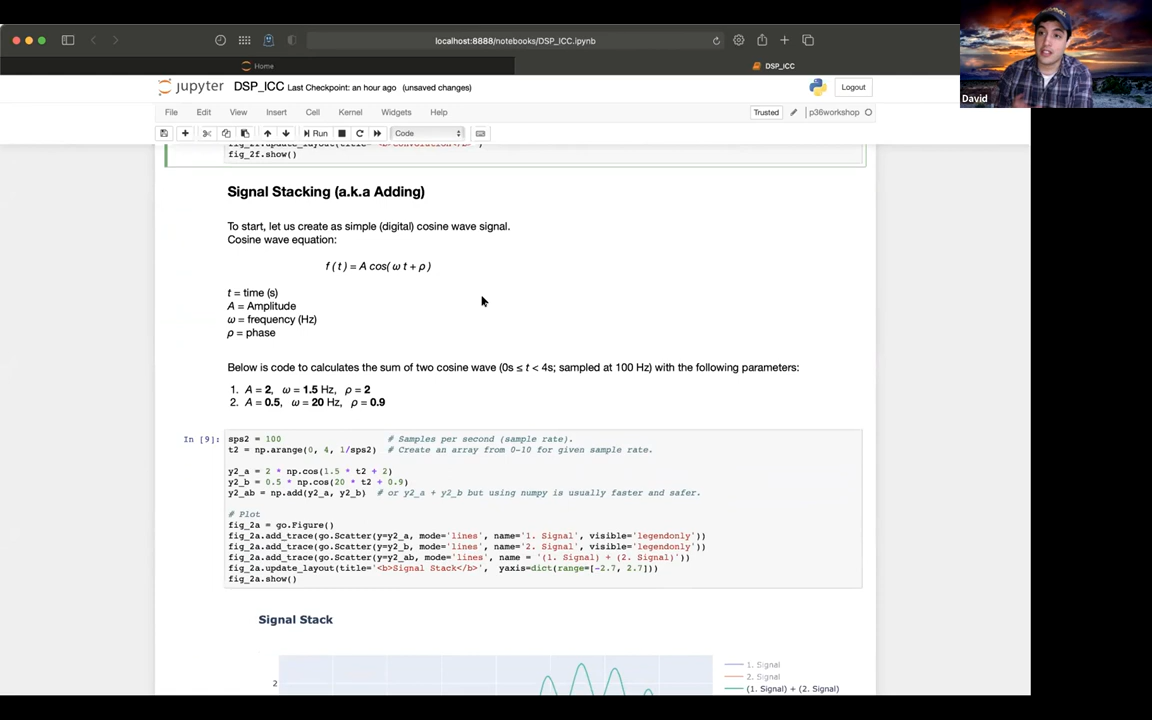 localhost:8888/notebooks/DSP_ICC.ipynb
Home
DSP_ICC
David
jupyter DSP_ICC Last Checkpoint: an hour ago (unsaved changes)
Logout
File Edit View Insert Cell Kernel Widgets Help
Trusted p36workshop
Run Code
fig_2f.show()
Signal Stacking (a.k.a Adding)
To start, let us create as simple (digital) cosine wave signal.
Cosine wave equation:
f ( t ) = A cos( ω t + ρ )
t = time (s)
A = Amplitude
ω = frequency (Hz)
ρ = phase
Below is code to calculates the sum of two cosine wave (0s ≤ t < 4s; sampled at 100 Hz) with the following parameters:
1. A = 2, ω = 1.5 Hz, ρ = 2
2. A = 0.5, ω = 20 Hz, ρ = 0.9
In [9]: sps2 = 100 # Samples per second (sample rate).
t2 = np.arange(0, 4, 1/sps2) # Create an array from 0-10 for given sample rate.
y2_a = 2 * np.cos(1.5 * t2 + 2)
y2_b = 0.5 * np.cos(20 * t2 + 0.9)
y2_ab = np.add(y2_a, y2_b) # or y2_a + y2_b but using numpy is usually faster and safer.
# Plot
fig_2a = go.Figure()
fig_2a.add_trace(go.Scatter(y=y2_a, mode='lines', name='1. Signal', visible='legendonly'))
fig_2a.add_trace(go.Scatter(y=y2_b, mode='lines', name='2. Signal', visible='legendonly'))
fig_2a.add_trace(go.Scatter(y=y2_ab, mode='lines', name = '(1. Signal) + (2. Signal)'))
fig_2a.update_layout(title='<b>Signal Stack</b>', yaxis=dict(range=[-2.7, 2.7]))
fig_2a.show()
Signal Stack
2
1. Signal
2. Signal
(1. Signal) + (2. Signal)